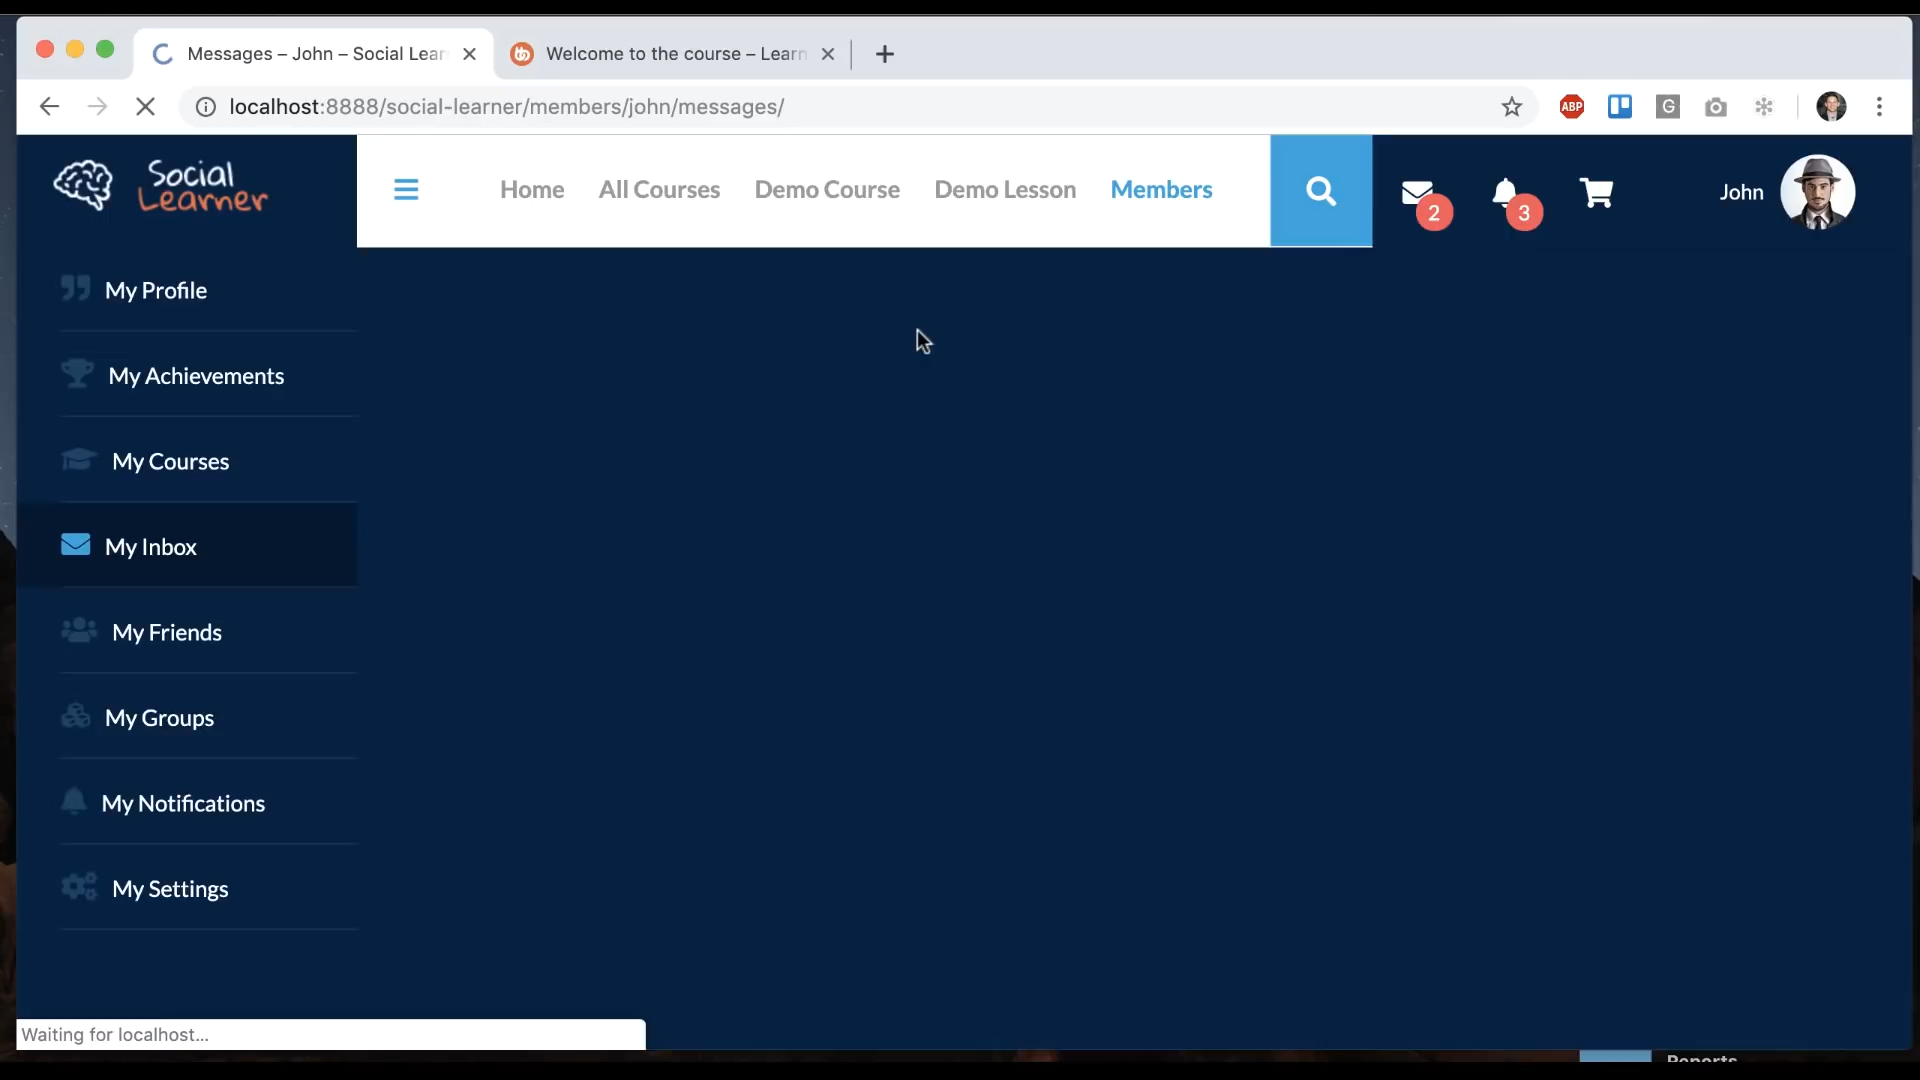 Messages – John – Social Lear
Welcome to the course – Learn
localhost:8888/social-learner/members/john/messages/
ABP
G
Social
Learner
Home
All Courses
Demo Course
Demo Lesson
Members
2
3
John
My Profile
My Achievements
My Courses
My Inbox
My Friends
My Groups
My Notifications
My Settings
Waiting for localhost...
Reports